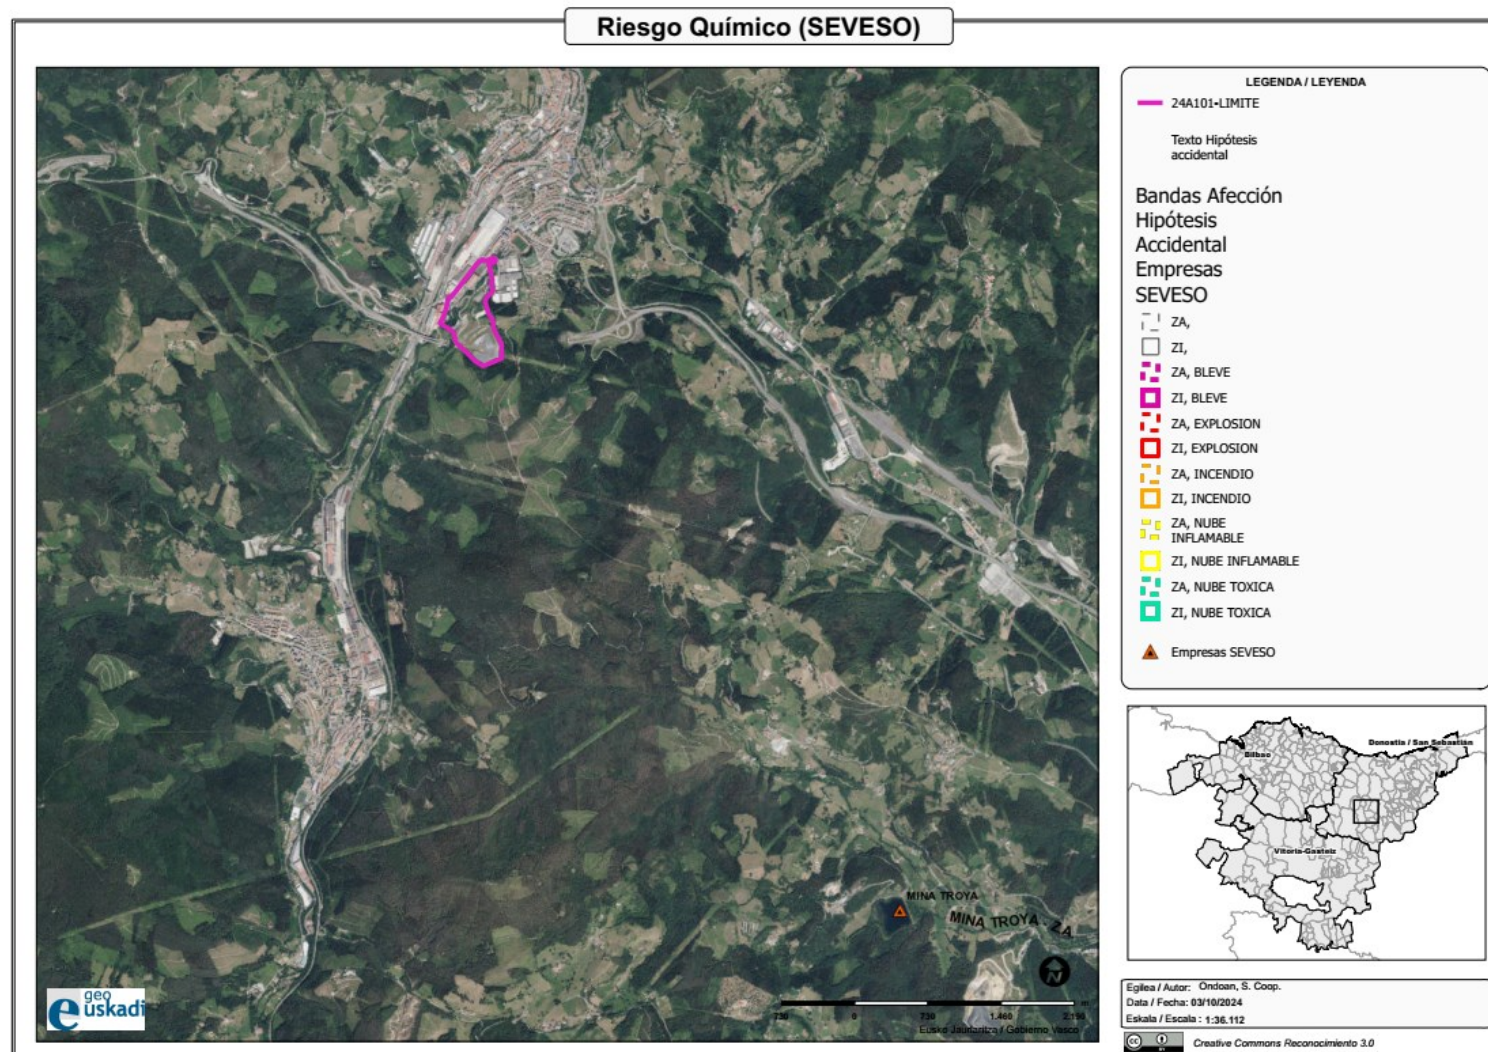 Riesgo Químico (SEVESO)
LEGENDA / LEYENDA
24A101-LIMITE
Texto Hipótesis
accidental
Bandas Afección
Hipótesis
Accidental
Empresas
SEVESO
ZA,
ZI,
ZA, BLEVE
ZI, BLEVE
ZA, EXPLOSION
ZI, EXPLOSION
ZA, INCENDIO
ZI, INCENDIO
ZA, NUBE
INFLAMABLE
ZI, NUBE INFLAMABLE
ZA, NUBE TOXICA
ZI, NUBE TOXICA
Empresas SEVESO
MINA TROYA
MINA TROYA - ZA
N
730 0 730 1.460 2.190 m
Eusko Jaurlaritza / Gobierno Vasco
geo
euskadi
Bilbao
Donostia / San Sebastián
Vitoria-Gasteiz
Egilea / Autor: Ondoan, S. Coop.
Data / Fecha: 03/10/2024
Eskala / Escala : 1:36.112
cc BY
Creative Commons Reconocimiento 3.0